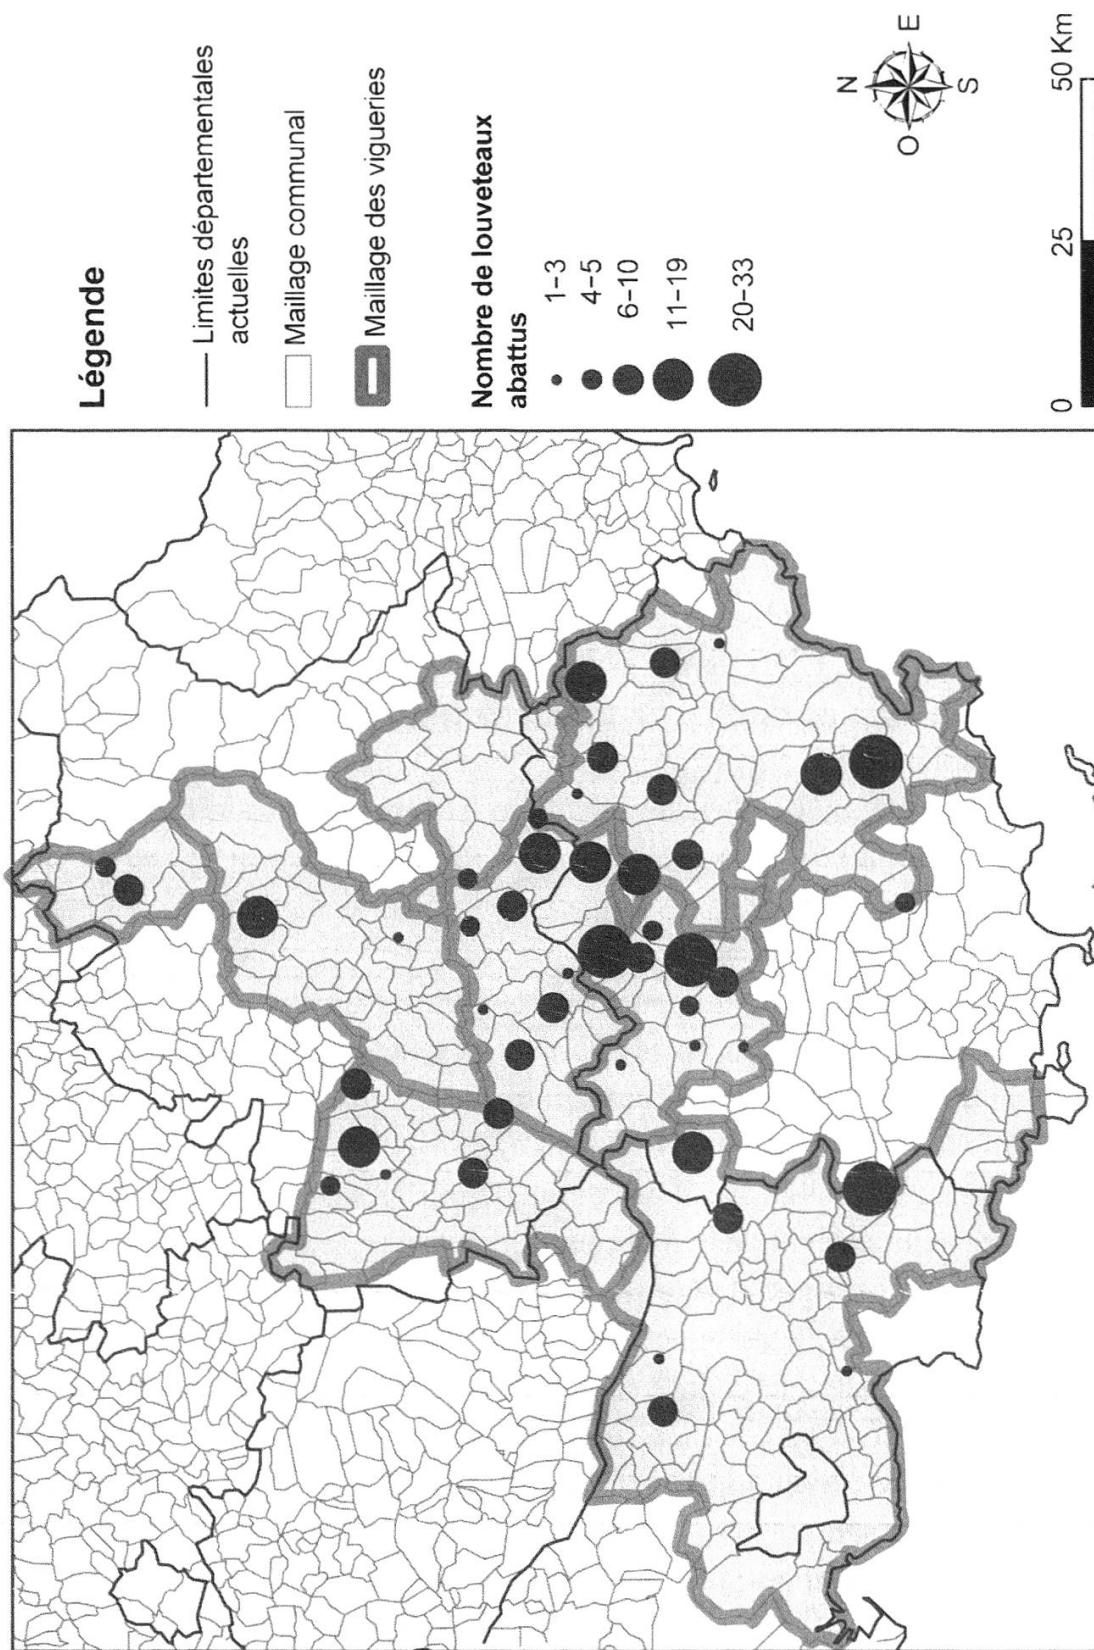 Légende
Limites départementales
actuelles
Maillage communal
Maillage des vigueries
Nombre de louveteaux
abattus
1-3
4-5
6-10
11-19
20-33
N
O
E
S
0
25
50 Km